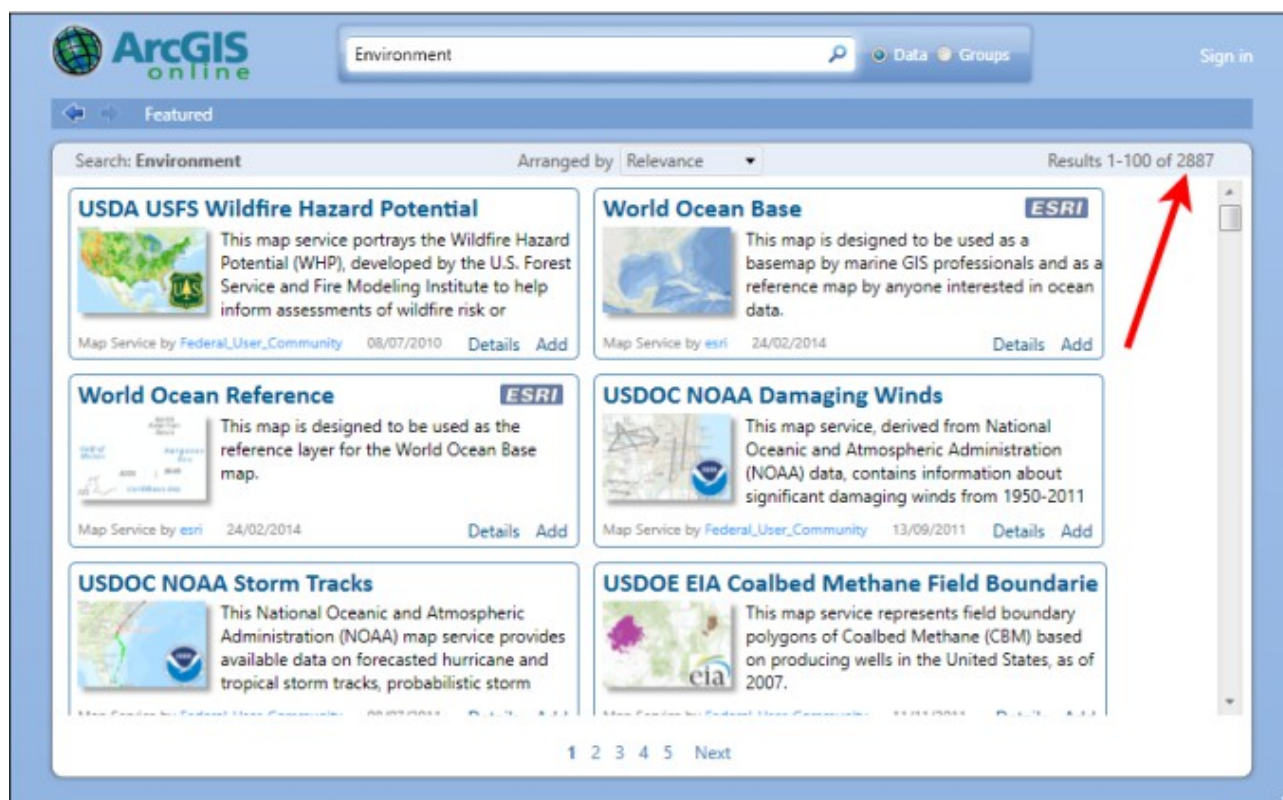 ArcGIS
online
Environment
Data Groups
Sign in
Featured
Search: Environment
Arranged by Relevance
Results 1-100 of 2887
USDA USFS Wildfire Hazard Potential
This map service portrays the Wildfire Hazard
Potential (WHP), developed by the U.S. Forest
Service and Fire Modeling Institute to help
inform assessments of wildfire risk or
Map Service by Federal_User_Community 08/07/2010 Details Add
World Ocean Base
ESRI
This map is designed to be used as a
basemap by marine GIS professionals and as a
reference map by anyone interested in ocean
data.
Map Service by esri 24/02/2014 Details Add
World Ocean Reference
ESRI
This map is designed to be used as the
reference layer for the World Ocean Base
map.
Map Service by esri 24/02/2014 Details Add
USDOC NOAA Damaging Winds
This map service, derived from National
Oceanic and Atmospheric Administration
(NOAA) data, contains information about
significant damaging winds from 1950-2011
Map Service by Federal_User_Community 13/09/2011 Details Add
USDOC NOAA Storm Tracks
This National Oceanic and Atmospheric
Administration (NOAA) map service provides
available data on forecasted hurricane and
tropical storm tracks, probabilistic storm
USDOE EIA Coalbed Methane Field Boundarie
eia
This map service represents field boundary
polygons of Coalbed Methane (CBM) based
on producing wells in the United States, as of
2007.
1 2 3 4 5 Next